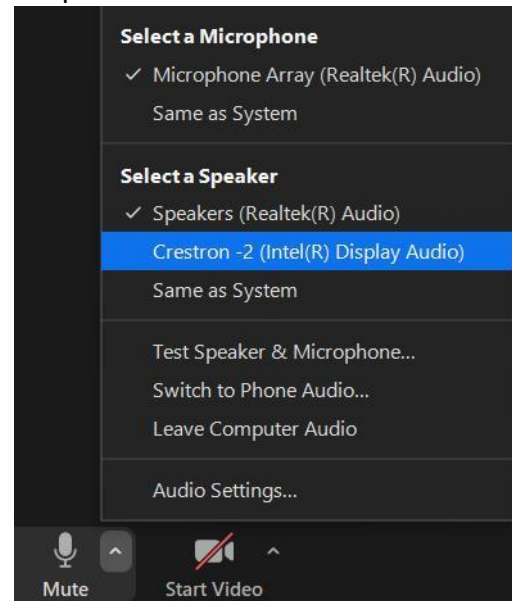 Select a Microphone
✓ Microphone Array (Realtek(R) Audio)
Same as System
Select a Speaker
✓ Speakers (Realtek(R) Audio)
Crestron -2 (Intel(R) Display Audio)
Same as System
Test Speaker & Microphone...
Switch to Phone Audio...
Leave Computer Audio
Audio Settings...
Mute
Start Video